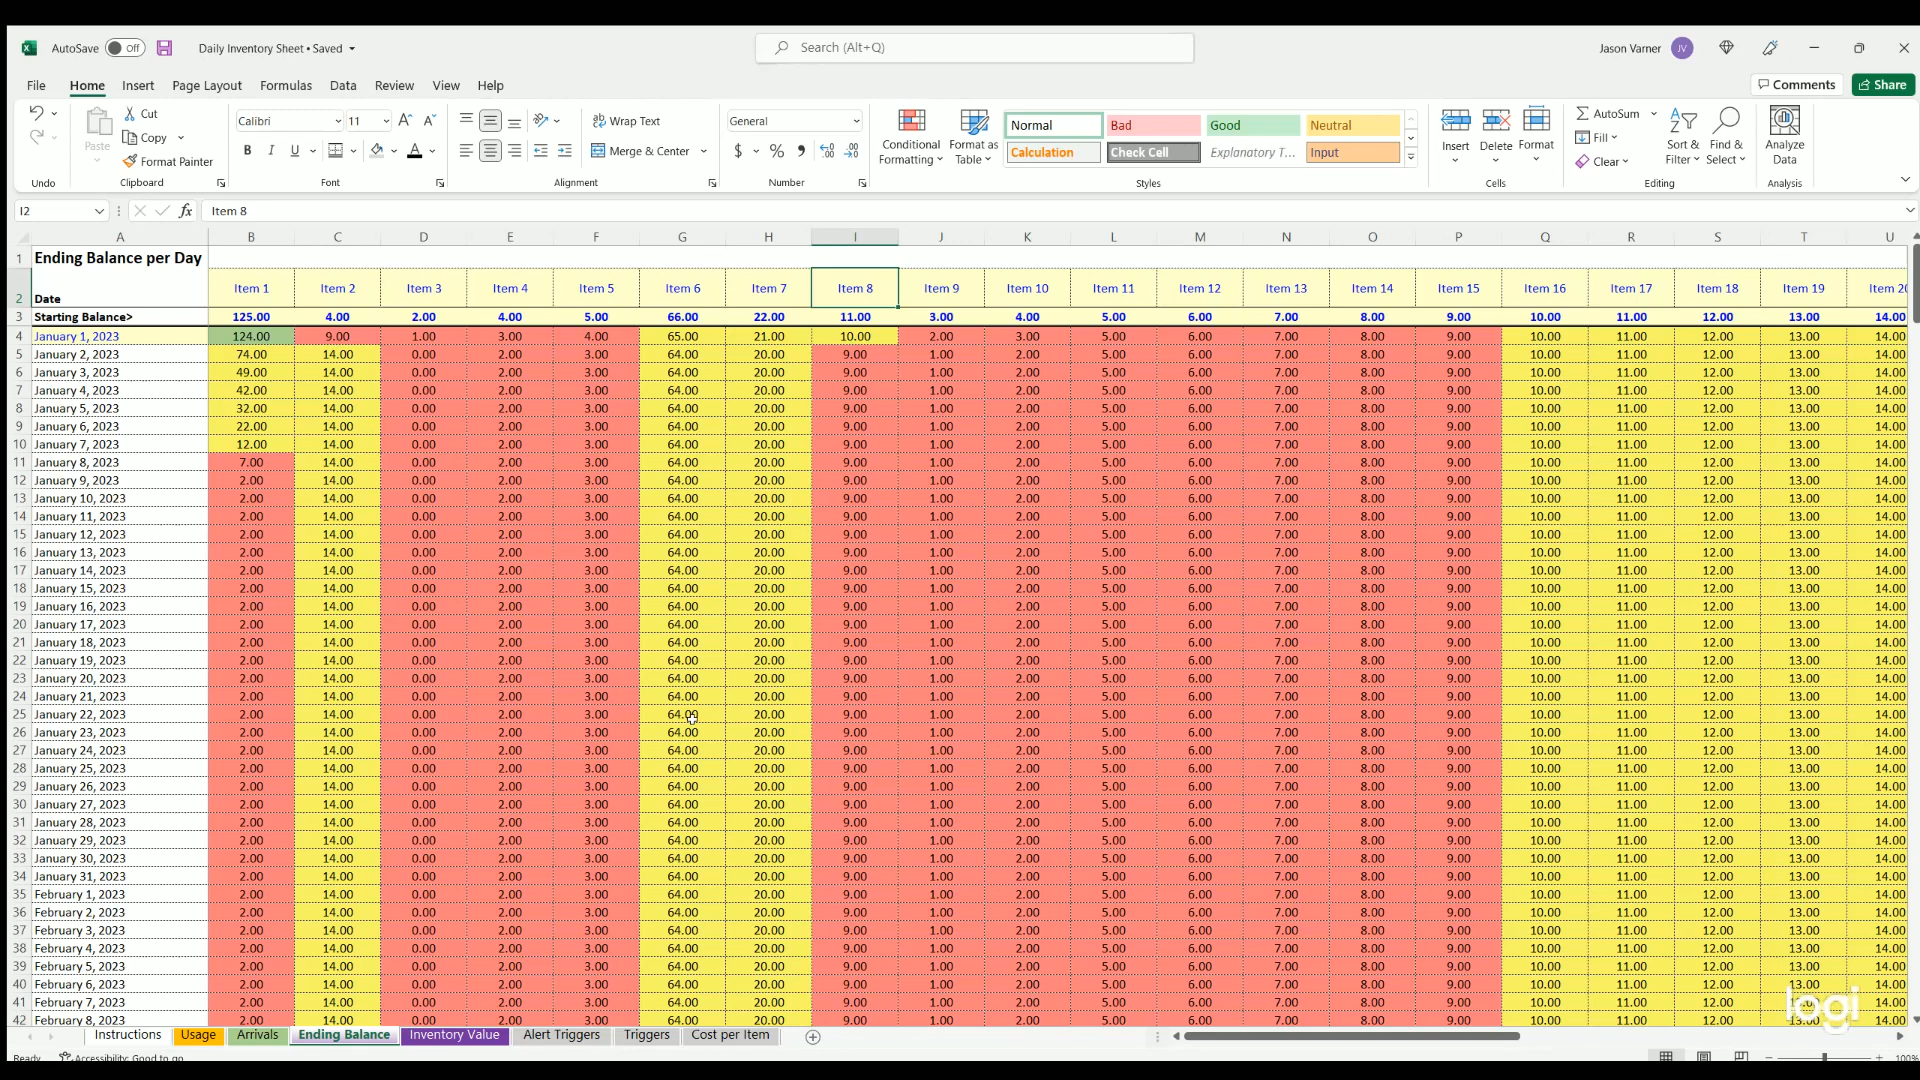 AutoSave Off Daily Inventory Sheet • Saved Search (Alt+Q) Jason Varner JV
File Home Insert Page Layout Formulas Data Review View Help Comments Share
Paste Cut Copy Format Painter
Calibri 11 Wrap Text Merge & Center General
Conditional Formatting Format as Table
Normal Bad Good Neutral
Calculation Check Cell Explanatory T... Input
Insert Delete Format AutoSum Fill Clear Sort & Filter Find & Select Analyze Data
Undo Clipboard Font Alignment Number Styles Cells Editing Analysis
I2 fx Item 8
A B C D E F G H I J K L M N O P Q R S T U
1 Ending Balance per Day
2 Date Item 1 Item 2 Item 3 Item 4 Item 5 Item 6 Item 7 Item 8 Item 9 Item 10 Item 11 Item 12 Item 13 Item 14 Item 15 Item 16 Item 17 Item 18 Item 19 Item 20
3 Starting Balance> 125.00 4.00 2.00 4.00 5.00 66.00 22.00 11.00 3.00 4.00 5.00 6.00 7.00 8.00 9.00 10.00 11.00 12.00 13.00 14.00
4 January 1, 2023 124.00 9.00 1.00 3.00 4.00 65.00 21.00 10.00 2.00 3.00 5.00 6.00 7.00 8.00 9.00 10.00 11.00 12.00 13.00 14.00
5 January 2, 2023 74.00 14.00 0.00 2.00 3.00 64.00 20.00 9.00 1.00 2.00 5.00 6.00 7.00 8.00 9.00 10.00 11.00 12.00 13.00 14.00
6 January 3, 2023 49.00 14.00 0.00 2.00 3.00 64.00 20.00 9.00 1.00 2.00 5.00 6.00 7.00 8.00 9.00 10.00 11.00 12.00 13.00 14.00
7 January 4, 2023 42.00 14.00 0.00 2.00 3.00 64.00 20.00 9.00 1.00 2.00 5.00 6.00 7.00 8.00 9.00 10.00 11.00 12.00 13.00 14.00
8 January 5, 2023 32.00 14.00 0.00 2.00 3.00 64.00 20.00 9.00 1.00 2.00 5.00 6.00 7.00 8.00 9.00 10.00 11.00 12.00 13.00 14.00
9 January 6, 2023 22.00 14.00 0.00 2.00 3.00 64.00 20.00 9.00 1.00 2.00 5.00 6.00 7.00 8.00 9.00 10.00 11.00 12.00 13.00 14.00
10 January 7, 2023 12.00 14.00 0.00 2.00 3.00 64.00 20.00 9.00 1.00 2.00 5.00 6.00 7.00 8.00 9.00 10.00 11.00 12.00 13.00 14.00
11 January 8, 2023 7.00 14.00 0.00 2.00 3.00 64.00 20.00 9.00 1.00 2.00 5.00 6.00 7.00 8.00 9.00 10.00 11.00 12.00 13.00 14.00
12 January 9, 2023 2.00 14.00 0.00 2.00 3.00 64.00 20.00 9.00 1.00 2.00 5.00 6.00 7.00 8.00 9.00 10.00 11.00 12.00 13.00 14.00
13 January 10, 2023 2.00 14.00 0.00 2.00 3.00 64.00 20.00 9.00 1.00 2.00 5.00 6.00 7.00 8.00 9.00 10.00 11.00 12.00 13.00 14.00
14 January 11, 2023 2.00 14.00 0.00 2.00 3.00 64.00 20.00 9.00 1.00 2.00 5.00 6.00 7.00 8.00 9.00 10.00 11.00 12.00 13.00 14.00
15 January 12, 2023 2.00 14.00 0.00 2.00 3.00 64.00 20.00 9.00 1.00 2.00 5.00 6.00 7.00 8.00 9.00 10.00 11.00 12.00 13.00 14.00
16 January 13, 2023 2.00 14.00 0.00 2.00 3.00 64.00 20.00 9.00 1.00 2.00 5.00 6.00 7.00 8.00 9.00 10.00 11.00 12.00 13.00 14.00
17 January 14, 2023 2.00 14.00 0.00 2.00 3.00 64.00 20.00 9.00 1.00 2.00 5.00 6.00 7.00 8.00 9.00 10.00 11.00 12.00 13.00 14.00
18 January 15, 2023 2.00 14.00 0.00 2.00 3.00 64.00 20.00 9.00 1.00 2.00 5.00 6.00 7.00 8.00 9.00 10.00 11.00 12.00 13.00 14.00
19 January 16, 2023 2.00 14.00 0.00 2.00 3.00 64.00 20.00 9.00 1.00 2.00 5.00 6.00 7.00 8.00 9.00 10.00 11.00 12.00 13.00 14.00
20 January 17, 2023 2.00 14.00 0.00 2.00 3.00 64.00 20.00 9.00 1.00 2.00 5.00 6.00 7.00 8.00 9.00 10.00 11.00 12.00 13.00 14.00
21 January 18, 2023 2.00 14.00 0.00 2.00 3.00 64.00 20.00 9.00 1.00 2.00 5.00 6.00 7.00 8.00 9.00 10.00 11.00 12.00 13.00 14.00
22 January 19, 2023 2.00 14.00 0.00 2.00 3.00 64.00 20.00 9.00 1.00 2.00 5.00 6.00 7.00 8.00 9.00 10.00 11.00 12.00 13.00 14.00
23 January 20, 2023 2.00 14.00 0.00 2.00 3.00 64.00 20.00 9.00 1.00 2.00 5.00 6.00 7.00 8.00 9.00 10.00 11.00 12.00 13.00 14.00
24 January 21, 2023 2.00 14.00 0.00 2.00 3.00 64.00 20.00 9.00 1.00 2.00 5.00 6.00 7.00 8.00 9.00 10.00 11.00 12.00 13.00 14.00
25 January 22, 2023 2.00 14.00 0.00 2.00 3.00 64.00 20.00 9.00 1.00 2.00 5.00 6.00 7.00 8.00 9.00 10.00 11.00 12.00 13.00 14.00
26 January 23, 2023 2.00 14.00 0.00 2.00 3.00 64.00 20.00 9.00 1.00 2.00 5.00 6.00 7.00 8.00 9.00 10.00 11.00 12.00 13.00 14.00
27 January 24, 2023 2.00 14.00 0.00 2.00 3.00 64.00 20.00 9.00 1.00 2.00 5.00 6.00 7.00 8.00 9.00 10.00 11.00 12.00 13.00 14.00
28 January 25, 2023 2.00 14.00 0.00 2.00 3.00 64.00 20.00 9.00 1.00 2.00 5.00 6.00 7.00 8.00 9.00 10.00 11.00 12.00 13.00 14.00
29 January 26, 2023 2.00 14.00 0.00 2.00 3.00 64.00 20.00 9.00 1.00 2.00 5.00 6.00 7.00 8.00 9.00 10.00 11.00 12.00 13.00 14.00
30 January 27, 2023 2.00 14.00 0.00 2.00 3.00 64.00 20.00 9.00 1.00 2.00 5.00 6.00 7.00 8.00 9.00 10.00 11.00 12.00 13.00 14.00
31 January 28, 2023 2.00 14.00 0.00 2.00 3.00 64.00 20.00 9.00 1.00 2.00 5.00 6.00 7.00 8.00 9.00 10.00 11.00 12.00 13.00 14.00
32 January 29, 2023 2.00 14.00 0.00 2.00 3.00 64.00 20.00 9.00 1.00 2.00 5.00 6.00 7.00 8.00 9.00 10.00 11.00 12.00 13.00 14.00
33 January 30, 2023 2.00 14.00 0.00 2.00 3.00 64.00 20.00 9.00 1.00 2.00 5.00 6.00 7.00 8.00 9.00 10.00 11.00 12.00 13.00 14.00
34 January 31, 2023 2.00 14.00 0.00 2.00 3.00 64.00 20.00 9.00 1.00 2.00 5.00 6.00 7.00 8.00 9.00 10.00 11.00 12.00 13.00 14.00
35 February 1, 2023 2.00 14.00 0.00 2.00 3.00 64.00 20.00 9.00 1.00 2.00 5.00 6.00 7.00 8.00 9.00 10.00 11.00 12.00 13.00 14.00
36 February 2, 2023 2.00 14.00 0.00 2.00 3.00 64.00 20.00 9.00 1.00 2.00 5.00 6.00 7.00 8.00 9.00 10.00 11.00 12.00 13.00 14.00
37 February 3, 2023 2.00 14.00 0.00 2.00 3.00 64.00 20.00 9.00 1.00 2.00 5.00 6.00 7.00 8.00 9.00 10.00 11.00 12.00 13.00 14.00
38 February 4, 2023 2.00 14.00 0.00 2.00 3.00 64.00 20.00 9.00 1.00 2.00 5.00 6.00 7.00 8.00 9.00 10.00 11.00 12.00 13.00 14.00
39 February 5, 2023 2.00 14.00 0.00 2.00 3.00 64.00 20.00 9.00 1.00 2.00 5.00 6.00 7.00 8.00 9.00 10.00 11.00 12.00 13.00 14.00
40 February 6, 2023 2.00 14.00 0.00 2.00 3.00 64.00 20.00 9.00 1.00 2.00 5.00 6.00 7.00 8.00 9.00 10.00 11.00 12.00 13.00 14.00
41 February 7, 2023 2.00 14.00 0.00 2.00 3.00 64.00 20.00 9.00 1.00 2.00 5.00 6.00 7.00 8.00 9.00 10.00 11.00 12.00 13.00 14.00
42 February 8, 2023 2.00 14.00 0.00 2.00 3.00 64.00 20.00 9.00 1.00 2.00 5.00 6.00 7.00 8.00 9.00 10.00 11.00 12.00 13.00 14.00
logi
Instructions Usage Arrivals Ending Balance Inventory Value Alert Triggers Triggers Cost per Item
Ready Accessibility: Good to go 100%